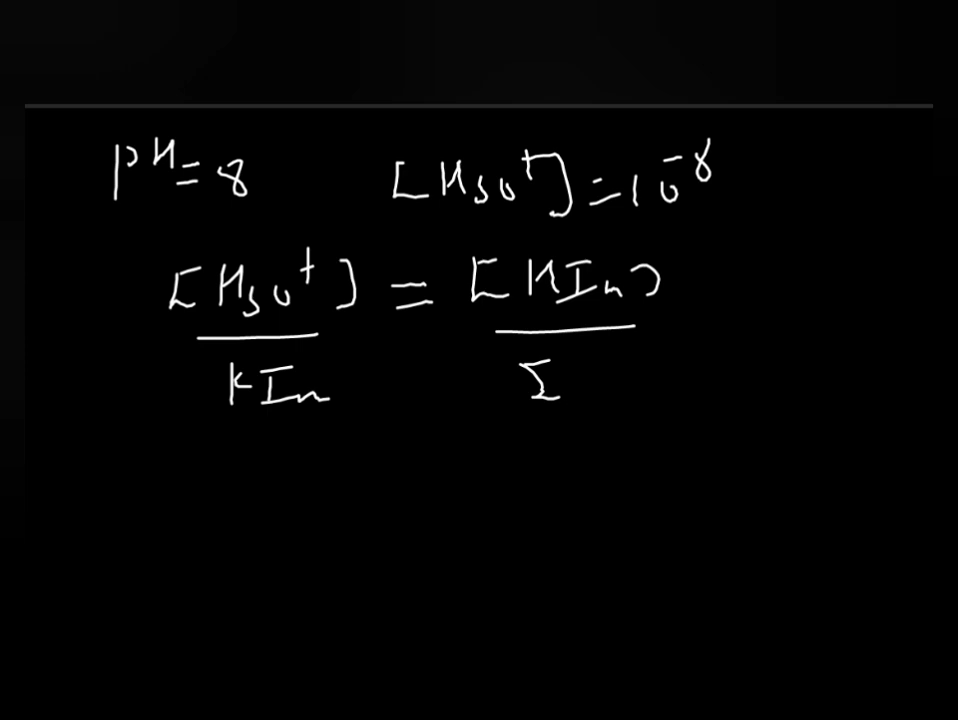 pH = 8 [H3O+] = 10^-8
[H3O+] / KIn = [HIn] / I